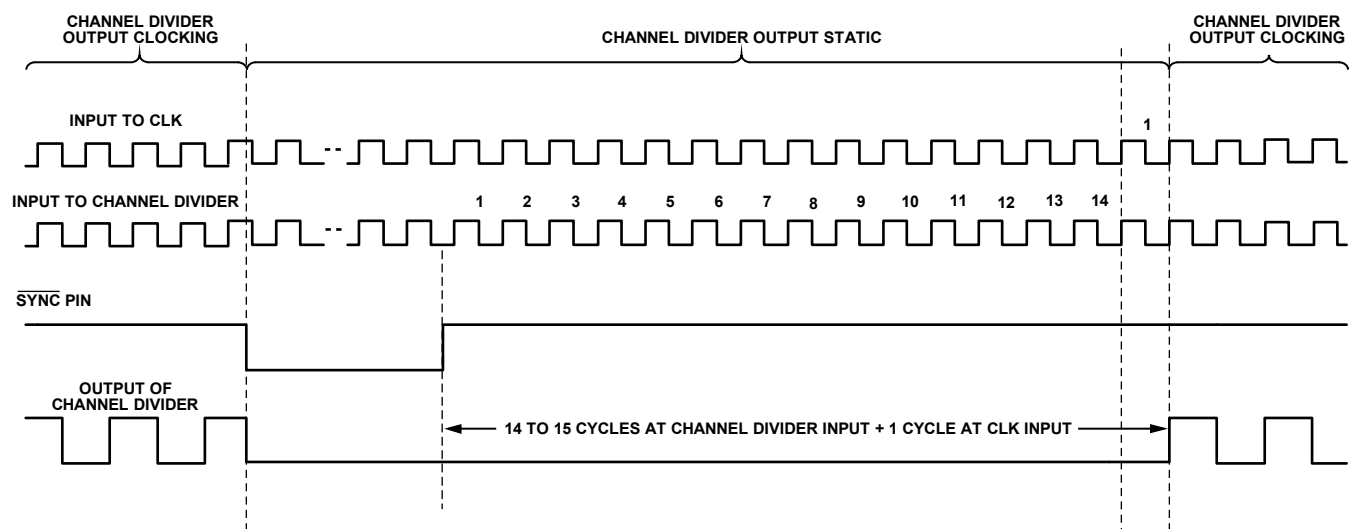 CHANNEL DIVIDER
OUTPUT CLOCKING
CHANNEL DIVIDER OUTPUT STATIC
CHANNEL DIVIDER
OUTPUT CLOCKING
INPUT TO CLK
1
INPUT TO CHANNEL DIVIDER
1 2 3 4 5 6 7 8 9 10 11 12 13 14
SYNC PIN
OUTPUT OF
CHANNEL DIVIDER
14 TO 15 CYCLES AT CHANNEL DIVIDER INPUT + 1 CYCLE AT CLK INPUT